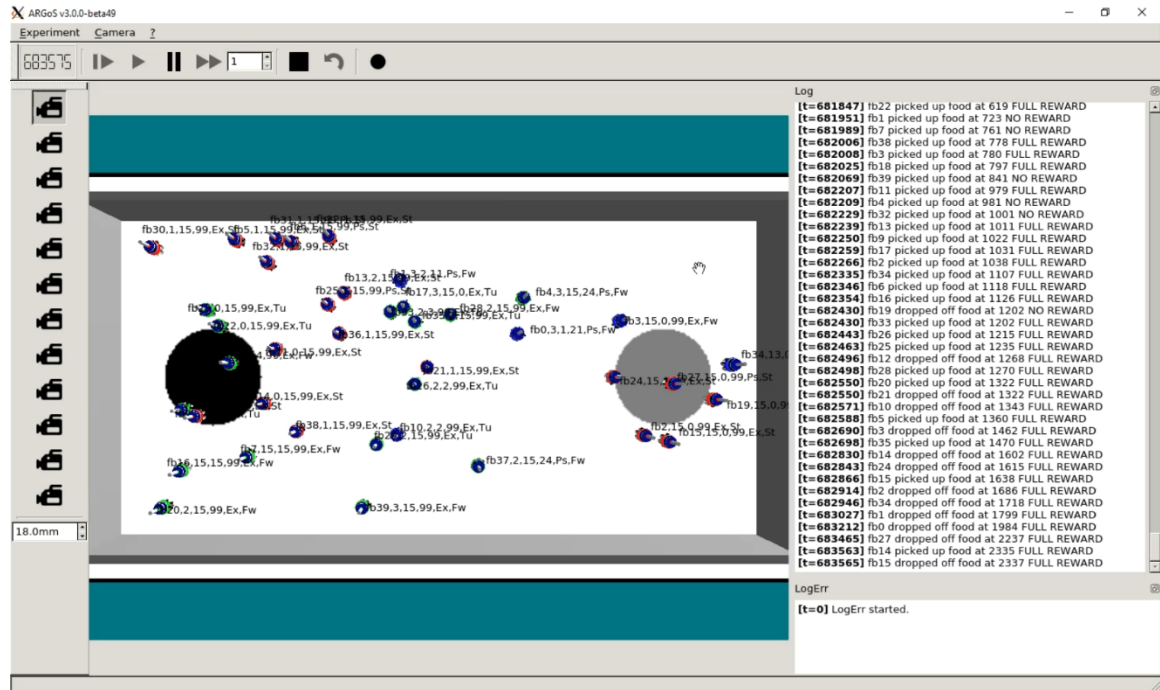 ARGoS v3.0.0-beta49
Experiment Camera ?
683575
1
18.0mm
fb30,1,15,99,Ex,S
fb5,1,15,99,Ex,St
fb32,1,15,99,Ex,St
fb13,2,15
fb17,3,15,0,Ex,Tu
fb4,3,15,24,Ps,Fw
fb28,2,15,99,Ex,Fw
fb0,3,1,21,Ps,Fw
fb3,15,0,99,Ex,Fw
fb36,1,15,99,Ex,St
fb34,13,0
fb21,1,15,99,Ex,St
fb26,2,2,99,Ex,Tu
fb24,15
fb27,15,0,99,Ps,St
fb19,15,0,9
fb38,1,15,99,Ex,St
fb10,2,2,99,Ex,Tu
fb2,15,0,99,Ex,St
fb15,15,0,99,Ex,St
fb7,15,15,99,Ex,Fw
fb16,15,15,99,Ex,Fw
fb37,2,15,24,Ps,Fw
fb20,2,15,99,Ex,Fw
fb39,3,15,99,Ex,Fw
Log
[t=681847] fb22 picked up food at 619 FULL REWARD
[t=681951] fb1 picked up food at 723 NO REWARD
[t=681989] fb7 picked up food at 761 NO REWARD
[t=682006] fb38 picked up food at 778 FULL REWARD
[t=682008] fb3 picked up food at 780 FULL REWARD
[t=682025] fb18 picked up food at 797 FULL REWARD
[t=682069] fb39 picked up food at 841 NO REWARD
[t=682207] fb11 picked up food at 979 FULL REWARD
[t=682209] fb4 picked up food at 981 NO REWARD
[t=682229] fb32 picked up food at 1001 NO REWARD
[t=682239] fb13 picked up food at 1011 FULL REWARD
[t=682250] fb9 picked up food at 1022 FULL REWARD
[t=682259] fb17 picked up food at 1031 FULL REWARD
[t=682266] fb2 picked up food at 1038 FULL REWARD
[t=682335] fb34 picked up food at 1107 FULL REWARD
[t=682346] fb6 picked up food at 1118 FULL REWARD
[t=682354] fb16 picked up food at 1126 FULL REWARD
[t=682430] fb19 dropped off food at 1202 NO REWARD
[t=682430] fb33 picked up food at 1202 FULL REWARD
[t=682443] fb26 picked up food at 1215 FULL REWARD
[t=682463] fb25 picked up food at 1235 FULL REWARD
[t=682496] fb12 dropped off food at 1268 FULL REWARD
[t=682498] fb28 picked up food at 1270 FULL REWARD
[t=682550] fb20 picked up food at 1322 FULL REWARD
[t=682550] fb21 dropped off food at 1322 FULL REWARD
[t=682571] fb10 dropped off food at 1343 FULL REWARD
[t=682588] fb5 picked up food at 1360 FULL REWARD
[t=682690] fb3 dropped off food at 1462 FULL REWARD
[t=682698] fb35 picked up food at 1470 FULL REWARD
[t=682830] fb14 dropped off food at 1602 FULL REWARD
[t=682843] fb24 dropped off food at 1615 FULL REWARD
[t=682866] fb15 picked up food at 1638 FULL REWARD
[t=682914] fb2 dropped off food at 1686 FULL REWARD
[t=682946] fb34 dropped off food at 1718 FULL REWARD
[t=683027] fb1 dropped off food at 1799 FULL REWARD
[t=683212] fb0 dropped off food at 1984 FULL REWARD
[t=683465] fb27 dropped off food at 2237 FULL REWARD
[t=683563] fb14 picked up food at 2335 FULL REWARD
[t=683565] fb15 dropped off food at 2337 FULL REWARD
LogErr
[t=0] LogErr started.